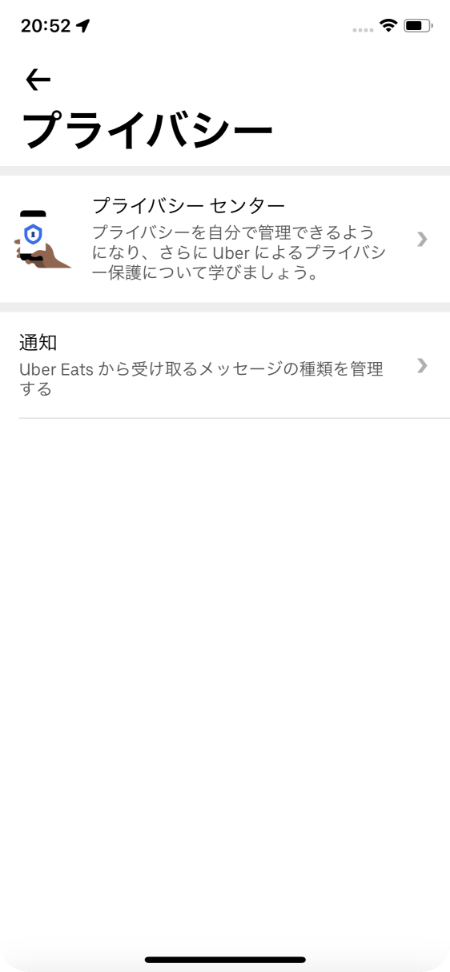 20:52
プライバシー
プライバシー センター
プライバシーを自分で管理できるよう
になり、さらに Uber によるプライバシ
ー保護について学びましょう。
通知
Uber Eats から受け取るメッセージの種類を管理
する